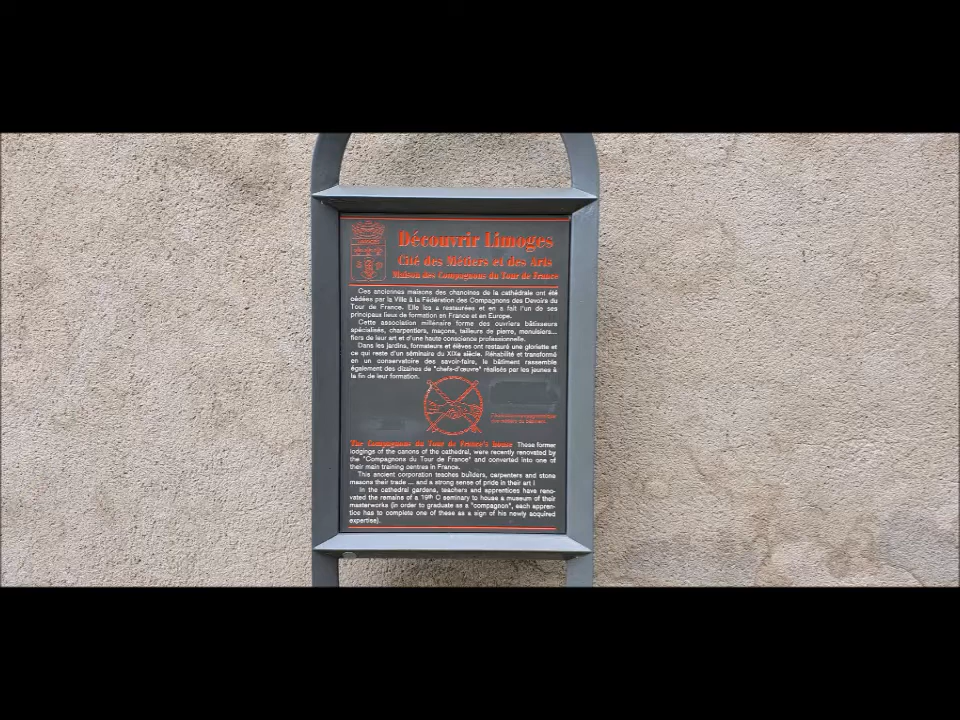 Découvrir Limoges
Cité des Métiers et des Arts
Maison des Compagnons du Tour de France
Ces anciennes maisons des chanoines de la cathédrale ont été
cédées par la Ville à la Fédération des Compagnons des Devoirs du
Tour de France. Elle les a restaurées et en a fait l'un de ses
principaux lieux de formation en France et en Europe.
Cette association millénaire forme des ouvriers bâtisseurs
spécialisés, charpentiers, maçons, tailleurs de pierre, menuisiers...
fiers de leur art et d'une haute conscience professionnelle.
Dans les jardins, formateurs et élèves ont restauré une gloriette et
ce qui reste d'un séminaire du XIXe siècle. Réhabilité et transformé
en un conservatoire des savoir-faire, le bâtiment rassemble
également des dizaines de "chefs-d'œuvre" réalisés par les jeunes à
la fin de leur formation.
The Compagnons du Tour de France's house These former
lodgings of the canons of the cathedral, were recently renovated by
the "Compagnons du Tour de France" and converted into one of
their main training centres in France.
This ancient corporation teaches builders, carpenters and stone
masons their trade ... and a strong sense of pride in their art !
In the cathedral gardens, teachers and apprentices have reno-
vated the remains of a 19th C seminary to house a museum of their
masterworks (in order to graduate as a "compagnon", each appren-
tice has to complete one of these as a sign of his newly acquired
expertise).